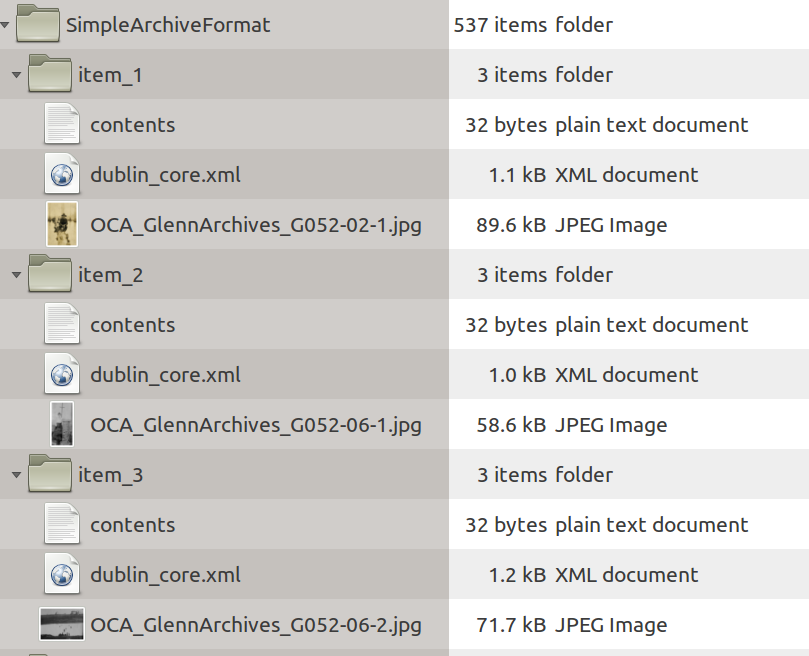 SimpleArchiveFormat 537 items folder
item_1 3 items folder
contents 32 bytes plain text document
dublin_core.xml 1.1 kB XML document
OCA_GlennArchives_G052-02-1.jpg 89.6 kB JPEG Image
item_2 3 items folder
contents 32 bytes plain text document
dublin_core.xml 1.0 kB XML document
OCA_GlennArchives_G052-06-1.jpg 58.6 kB JPEG Image
item_3 3 items folder
contents 32 bytes plain text document
dublin_core.xml 1.2 kB XML document
OCA_GlennArchives_G052-06-2.jpg 71.7 kB JPEG Image